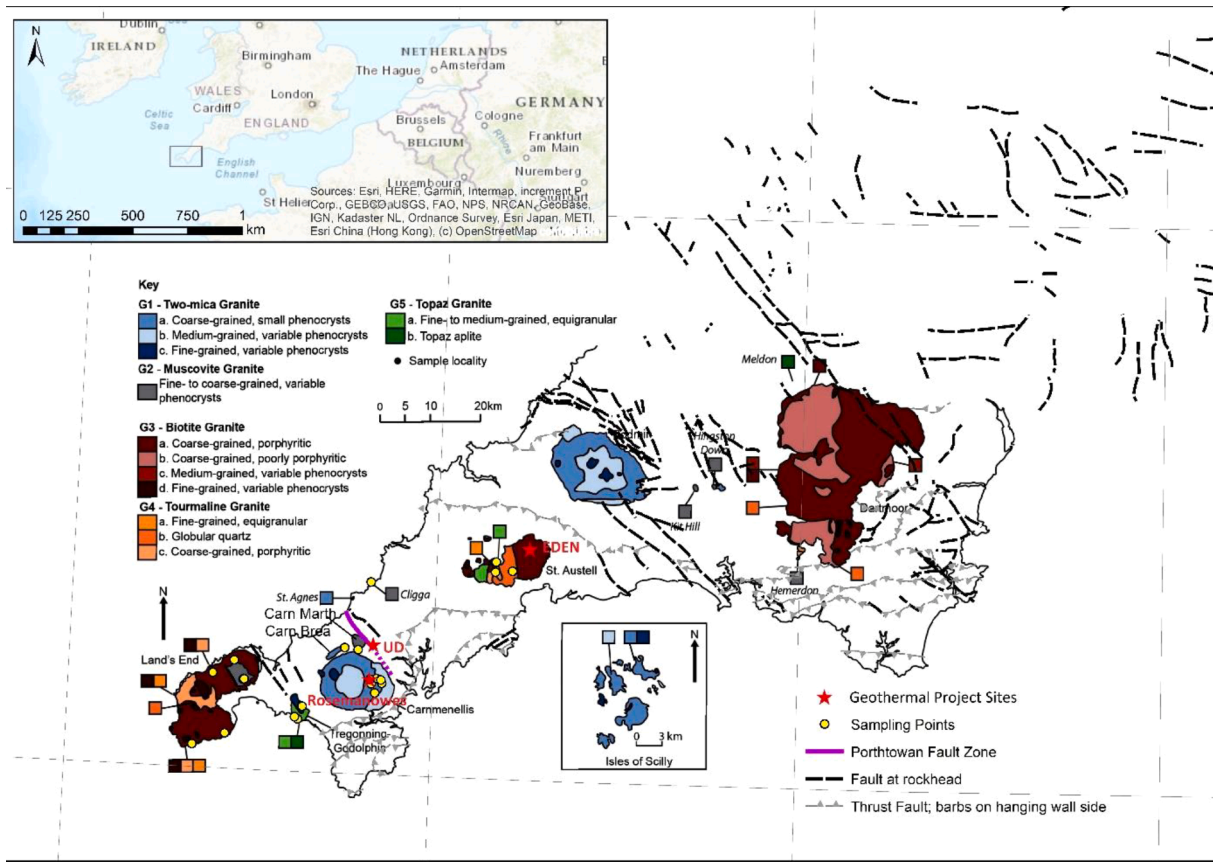 Dublin
IRELAND
Birmingham
WALES
Cardiff
London
ENGLAND
Celtic
Sea
English
Channel
St Helier
NETHERLANDS
The Hague
Amsterdam
Brussels
BELGIUM
Cologne
Rhine
GERMANY
Frankfurt
am Main
Luxembourg
Nuremberg
Stuttgart
N
Sources: Esri, HERE, Garmin, Intermap, increment P
Corp., GEBCO, USGS, FAO, NPS, NRCAN, GeoBase,
IGN, Kadaster NL, Ordnance Survey, Esri Japan, METI,
Esri China (Hong Kong), (c) OpenStreetMap
0 125 250 500 750 1
km
Key
G1 - Two-mica Granite
a. Coarse-grained, small phenocrysts
b. Medium-grained, variable phenocrysts
c. Fine-grained, variable phenocrysts
G2 - Muscovite Granite
Fine- to coarse-grained, variable
phenocrysts
G3 - Biotite Granite
a. Coarse-grained, porphyritic
b. Coarse-grained, poorly porphyritic
c. Medium-grained, variable phenocrysts
d. Fine-grained, variable phenocrysts
G4 - Tourmaline Granite
a. Fine-grained, equigranular
b. Globular quartz
c. Coarse-grained, porphyritic
G5 - Topaz Granite
a. Fine- to medium-grained, equigranular
b. Topaz aplite
Sample locality
0 5 10 20km
Meldon
Hingston
Down
Kit Hill
Dartmoor
Hemerdon
EDEN
St. Austell
St. Agnes
Cligga
Carn Marth
Carn Brea
UD
N
Land's End
Rosemanowes
Carnmenellis
Tregonning-
Godolphin
N
0 3 km
Isles of Scilly
Geothermal Project Sites
Sampling Points
Porthtowan Fault Zone
Fault at rockhead
Thrust Fault; barbs on hanging wall side